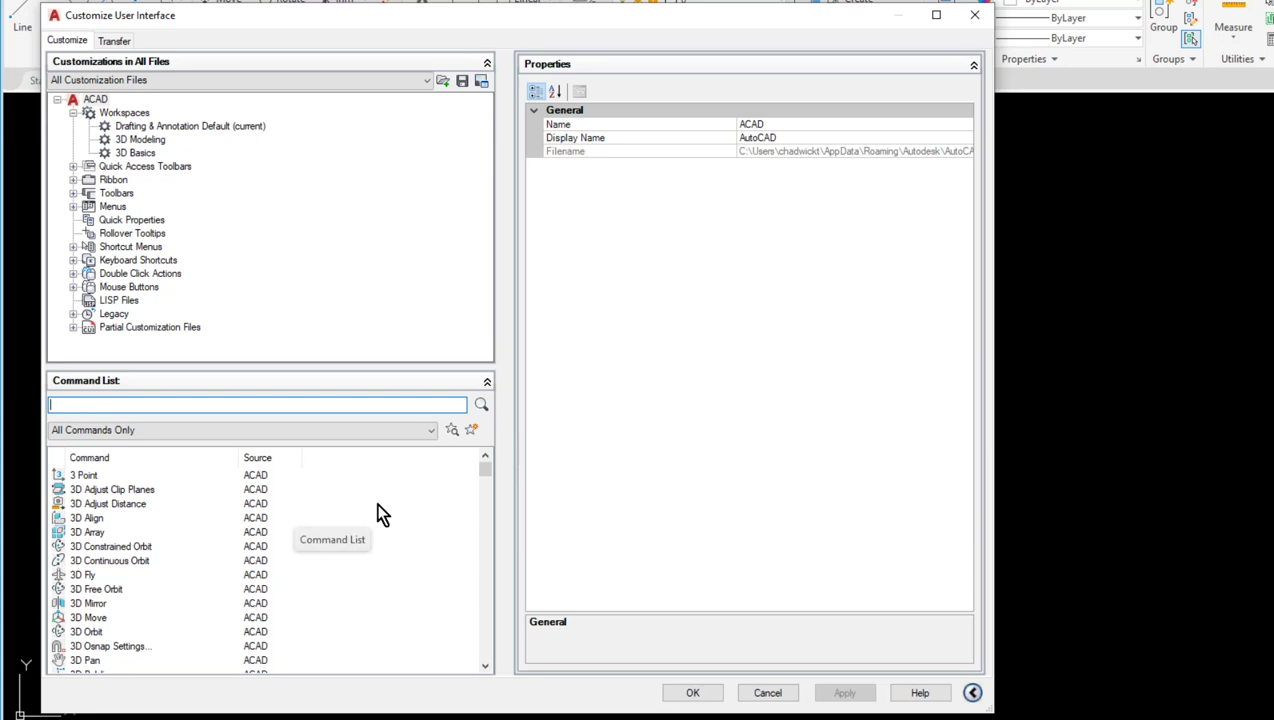 Customize User Interface
Line
Customize
Transfer
Customizations in All Files
All Customization Files
ACAD
Workspaces
Drafting & Annotation Default (current)
3D Modeling
3D Basics
Quick Access Toolbars
Ribbon
Toolbars
Menus
Quick Properties
Rollover Tooltips
Shortcut Menus
Keyboard Shortcuts
Double Click Actions
Mouse Buttons
LISP Files
Legacy
Partial Customization Files
Command List:
All Commands Only
Command Source
3 Point ACAD
3D Adjust Clip Planes ACAD
3D Adjust Distance ACAD
3D Align ACAD
3D Array ACAD
3D Constrained Orbit ACAD
3D Continuous Orbit ACAD
3D Fly ACAD
3D Free Orbit ACAD
3D Mirror ACAD
3D Move ACAD
3D Orbit ACAD
3D Osnap Settings... ACAD
3D Pan ACAD
Command List
Properties
General
Name ACAD
Display Name AutoCAD
Filename C:\Users\chadwickt\AppData\Roaming\Autodesk\AutoCA
General
OK
Cancel
Apply
Help
ByLayer
ByLayer
Group
Measure
Properties
Groups
Utilities
Y